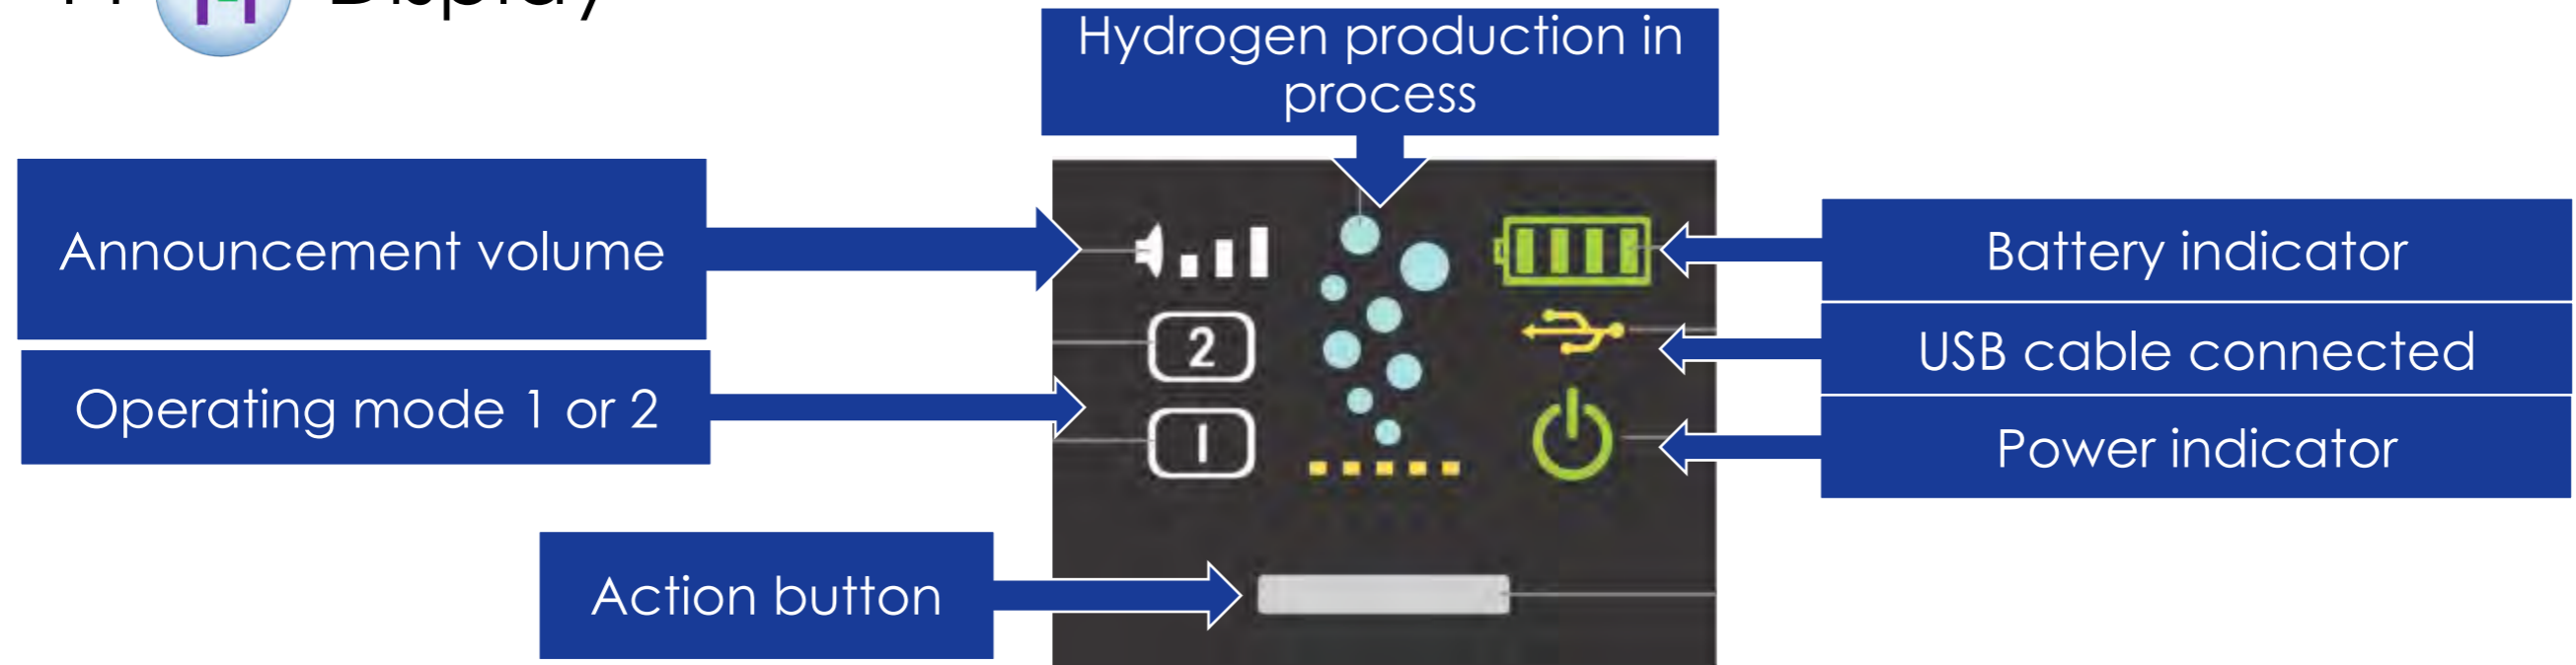 Display
Hydrogen production in
process
Announcement volume
Battery indicator
2
USB cable connected
Operating mode 1 or 2
1
Power indicator
Action button